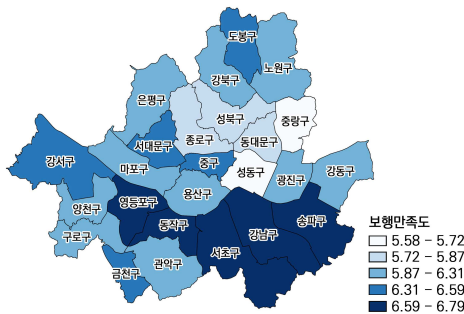 도봉구
노원구
강북구
은평구
성북구
중랑구
종로구
동대문구
서대문구
강서구
중구
마포구
성동구
강동구
광진구
용산구
양천구
영등포구
송파구
동작구
강남구
구로구
서초구
관악구
금천구
보행만족도
5.58 – 5.72
5.72 – 5.87
5.87 – 6.31
6.31 – 6.59
6.59 – 6.79